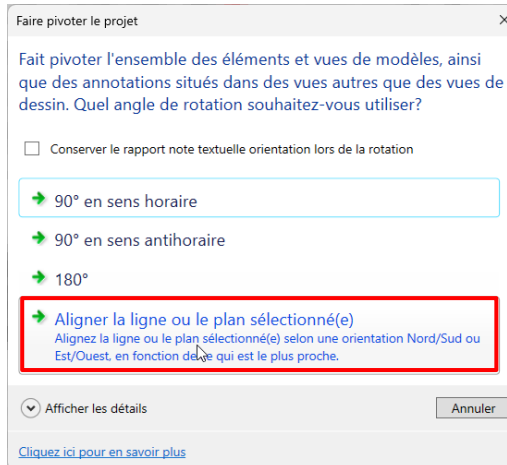 Faire pivoter le projet
Fait pivoter l'ensemble des éléments et vues de modèles, ainsi
que des annotations situés dans des vues autres que des vues de
dessin. Quel angle de rotation souhaitez-vous utiliser?
Conserver le rapport note textuelle orientation lors de la rotation
90° en sens horaire
90° en sens antihoraire
180°
Aligner la ligne ou le plan sélectionné(e)
Alignez la ligne ou le plan sélectionné(e) selon une orientation Nord/Sud ou
Est/Ouest, en fonction de ce qui est le plus proche.
Afficher les détails
Annuler
Cliquez ici pour en savoir plus